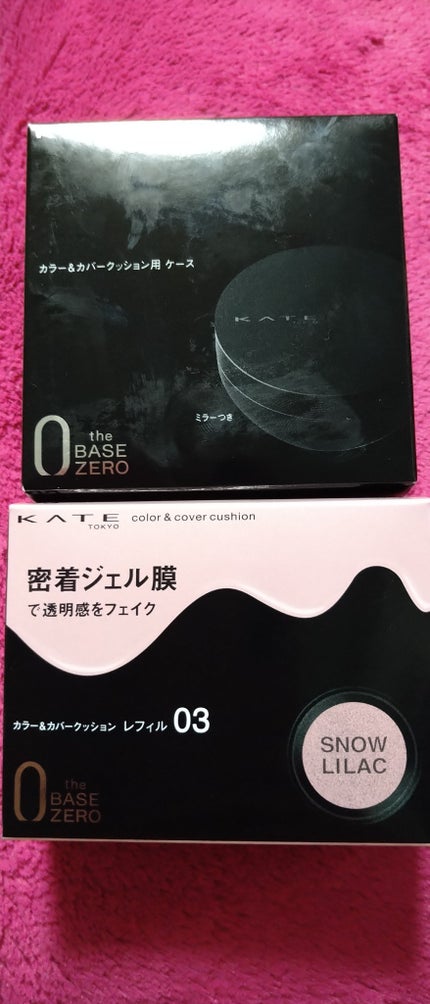 カラー&カバークッション用 ケース
KATE
ミラーつき
0 the
BASE
ZERO
KATE
TOKYO
color & cover cushion
密着ジェル膜
で透明感をフェイク
カラー&カバークッション レフィル 03
SNOW
LILAC
0 the
BASE
ZERO